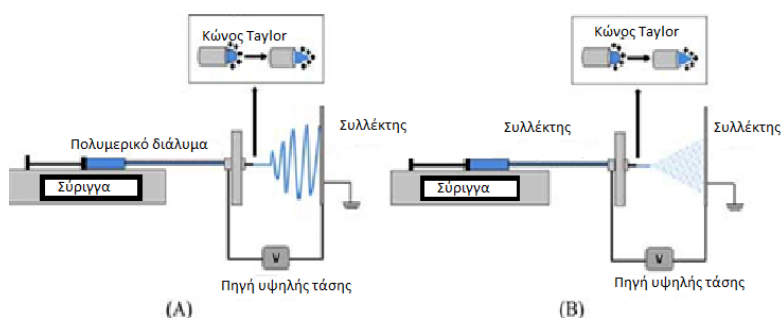 Κώνος Taylor
Πολυμερικό διάλυμα
Συλλέκτης
Σύριγγα
V
Πηγή υψηλής τάσης
(A)
Κώνος Taylor
Συλλέκτης
Συλλέκτης
Σύριγγα
V
Πηγή υψηλής τάσης
(B)